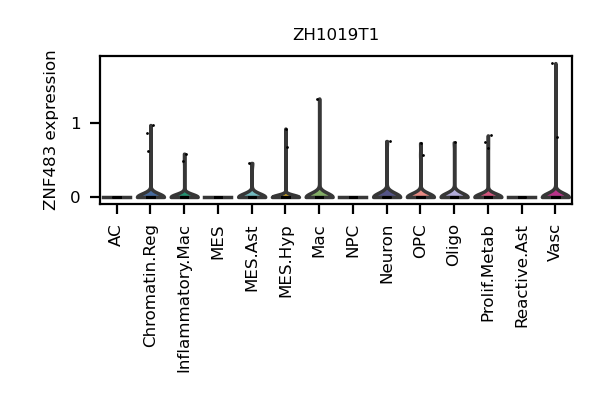 ZH1019T1
ZNF483 expression
1
0
AC
Chromatin.Reg
Inflammatory.Mac
MES
MES.Ast
MES.Hyp
Mac
NPC
Neuron
OPC
Oligo
Prolif.Metab
Reactive.Ast
Vasc